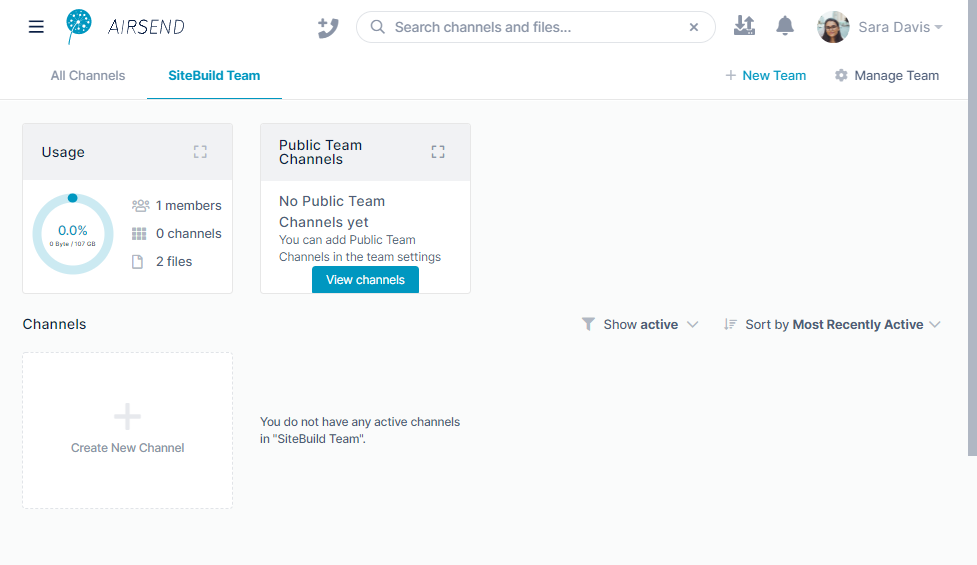 AIRSEND
Search channels and files...
Sara Davis
All Channels
SiteBuild Team
New Team
Manage Team
Usage
0.0%
0 Byte / 107 GB
1 members
0 channels
2 files
Public Team
Channels
No Public Team
Channels yet
You can add Public Team
Channels in the team settings
View channels
Channels
Show active
Sort by Most Recently Active
Create New Channel
You do not have any active channels
in "SiteBuild Team".